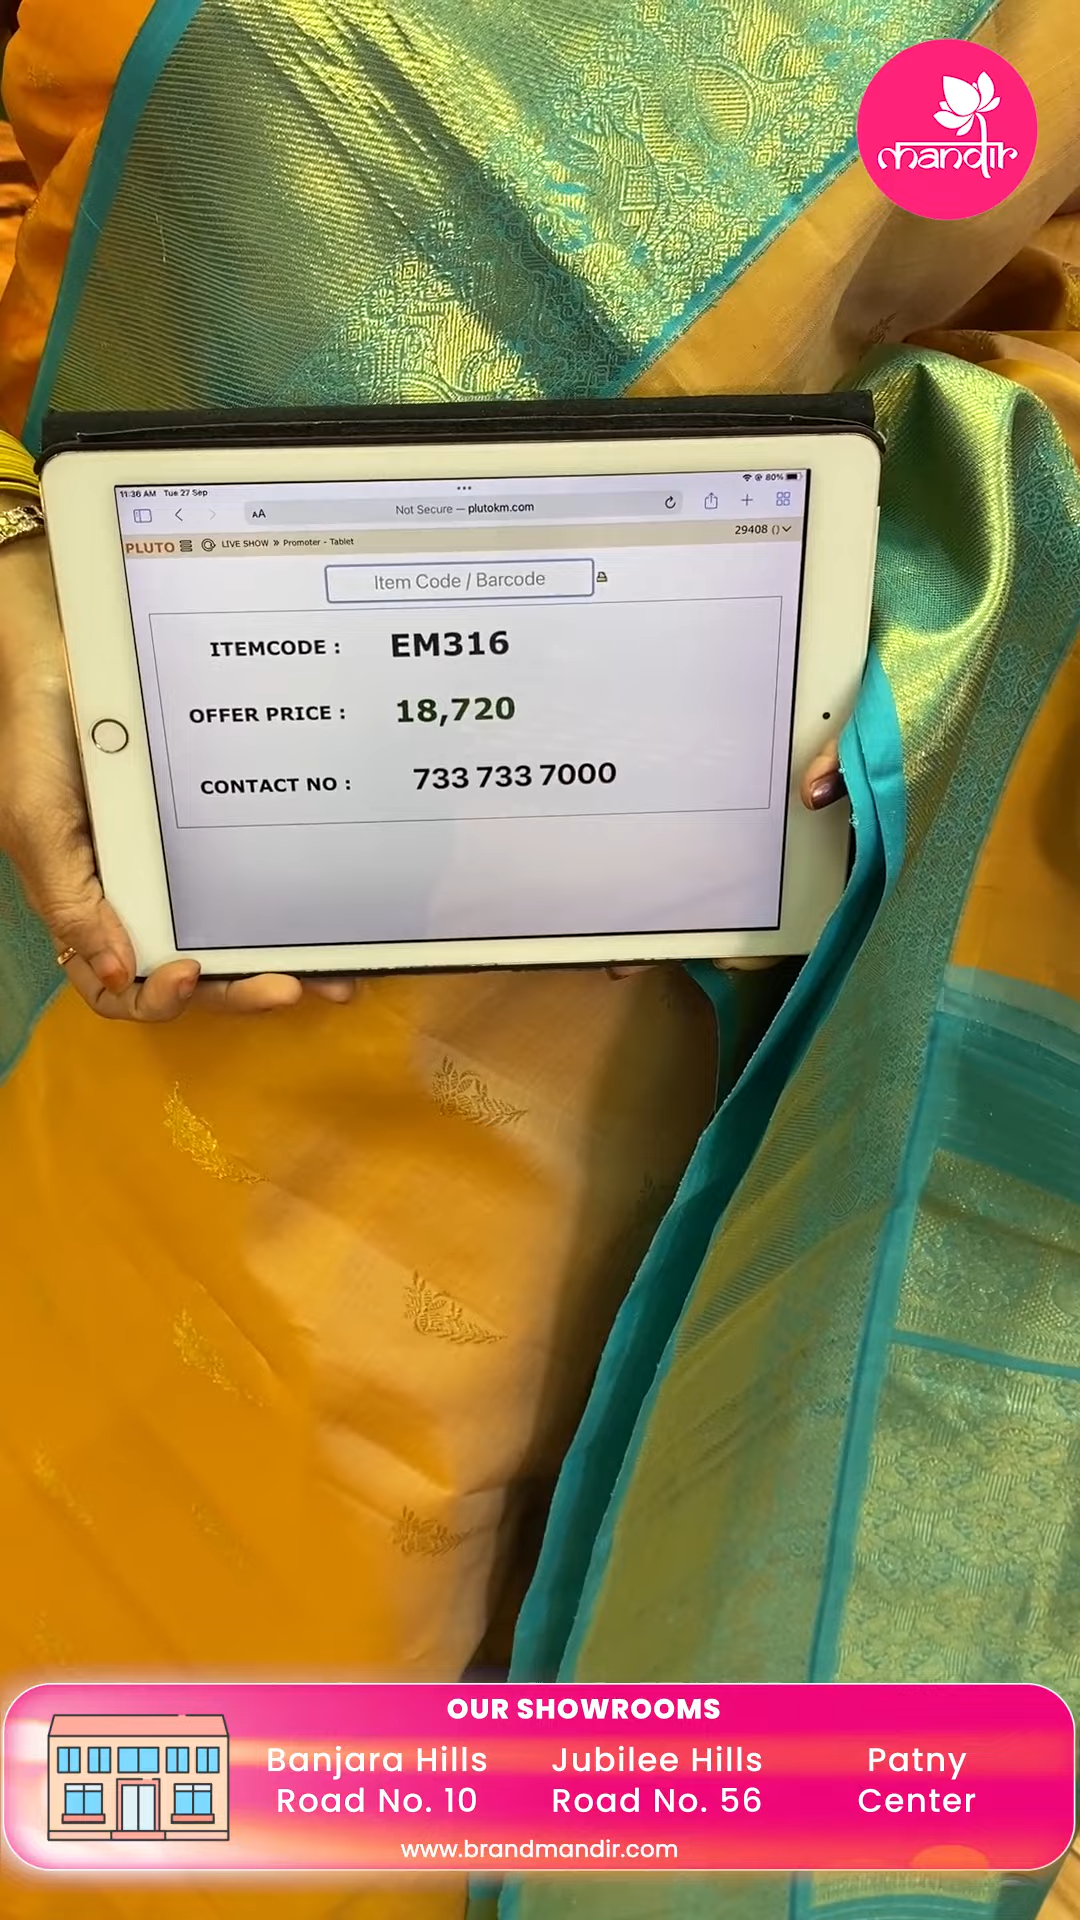 mandir
11:36 AM Tue 27 Sep
80%
AA
Not Secure — plutokm.com
PLUTO
LIVE SHOW » Promoter - Tablet
29408 ()
Item Code / Barcode
ITEMCODE : EM316
OFFER PRICE : 18,720
CONTACT NO : 733 733 7000
OUR SHOWROOMS
Banjara Hills
Road No. 10
Jubilee Hills
Road No. 56
Patny
Center
www.brandmandir.com